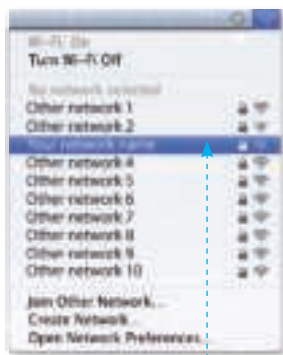 Wi-Fi: On
Turn Wi-Fi Off
No network selected
Other network 1
Other network 2
Your network name
Other network 4
Other network 5
Other network 6
Other network 7
Other network 8
Other network 9
Other network 10
Join Other Network...
Create Network...
Open Network Preferences...